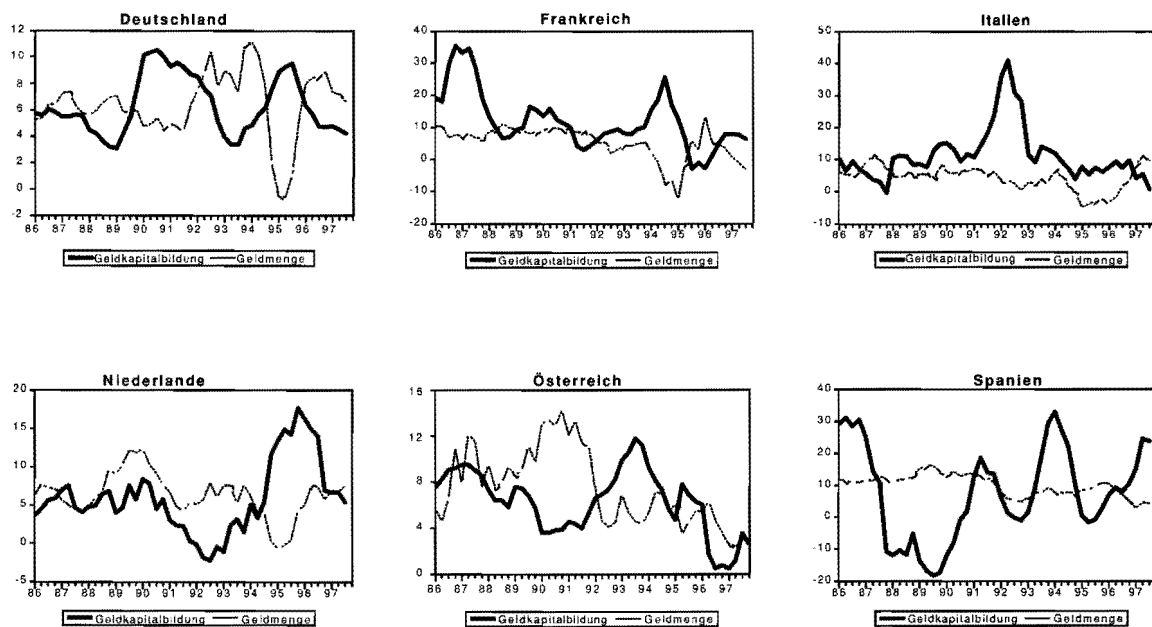 Deutschland
12
10
8
6
4
2
0
-2
86 87 88 89 90 91 92 93 94 95 96 97
Geldkapitalbildung Geldmenge
Frankreich
40
30
20
10
0
-10
-20
86 87 88 89 90 91 92 93 94 95 96 97
Geldkapitalbildung Geldmenge
Italien
50
40
30
20
10
0
-10
86 87 88 89 90 91 92 93 94 95 96 97
Geldkapitalbildung Geldmenge
Niederlande
20
15
10
5
0
-5
86 87 88 89 90 91 92 93 94 95 96 97
Geldkapitalbildung Geldmenge
Österreich
16
12
8
4
0
86 87 88 89 90 91 92 93 94 95 96 97
Geldkapitalbildung Geldmenge
Spanien
40
30
20
10
0
-10
-20
86 87 88 89 90 91 92 93 94 95 96 97
Geldkapitalbildung Geldmenge